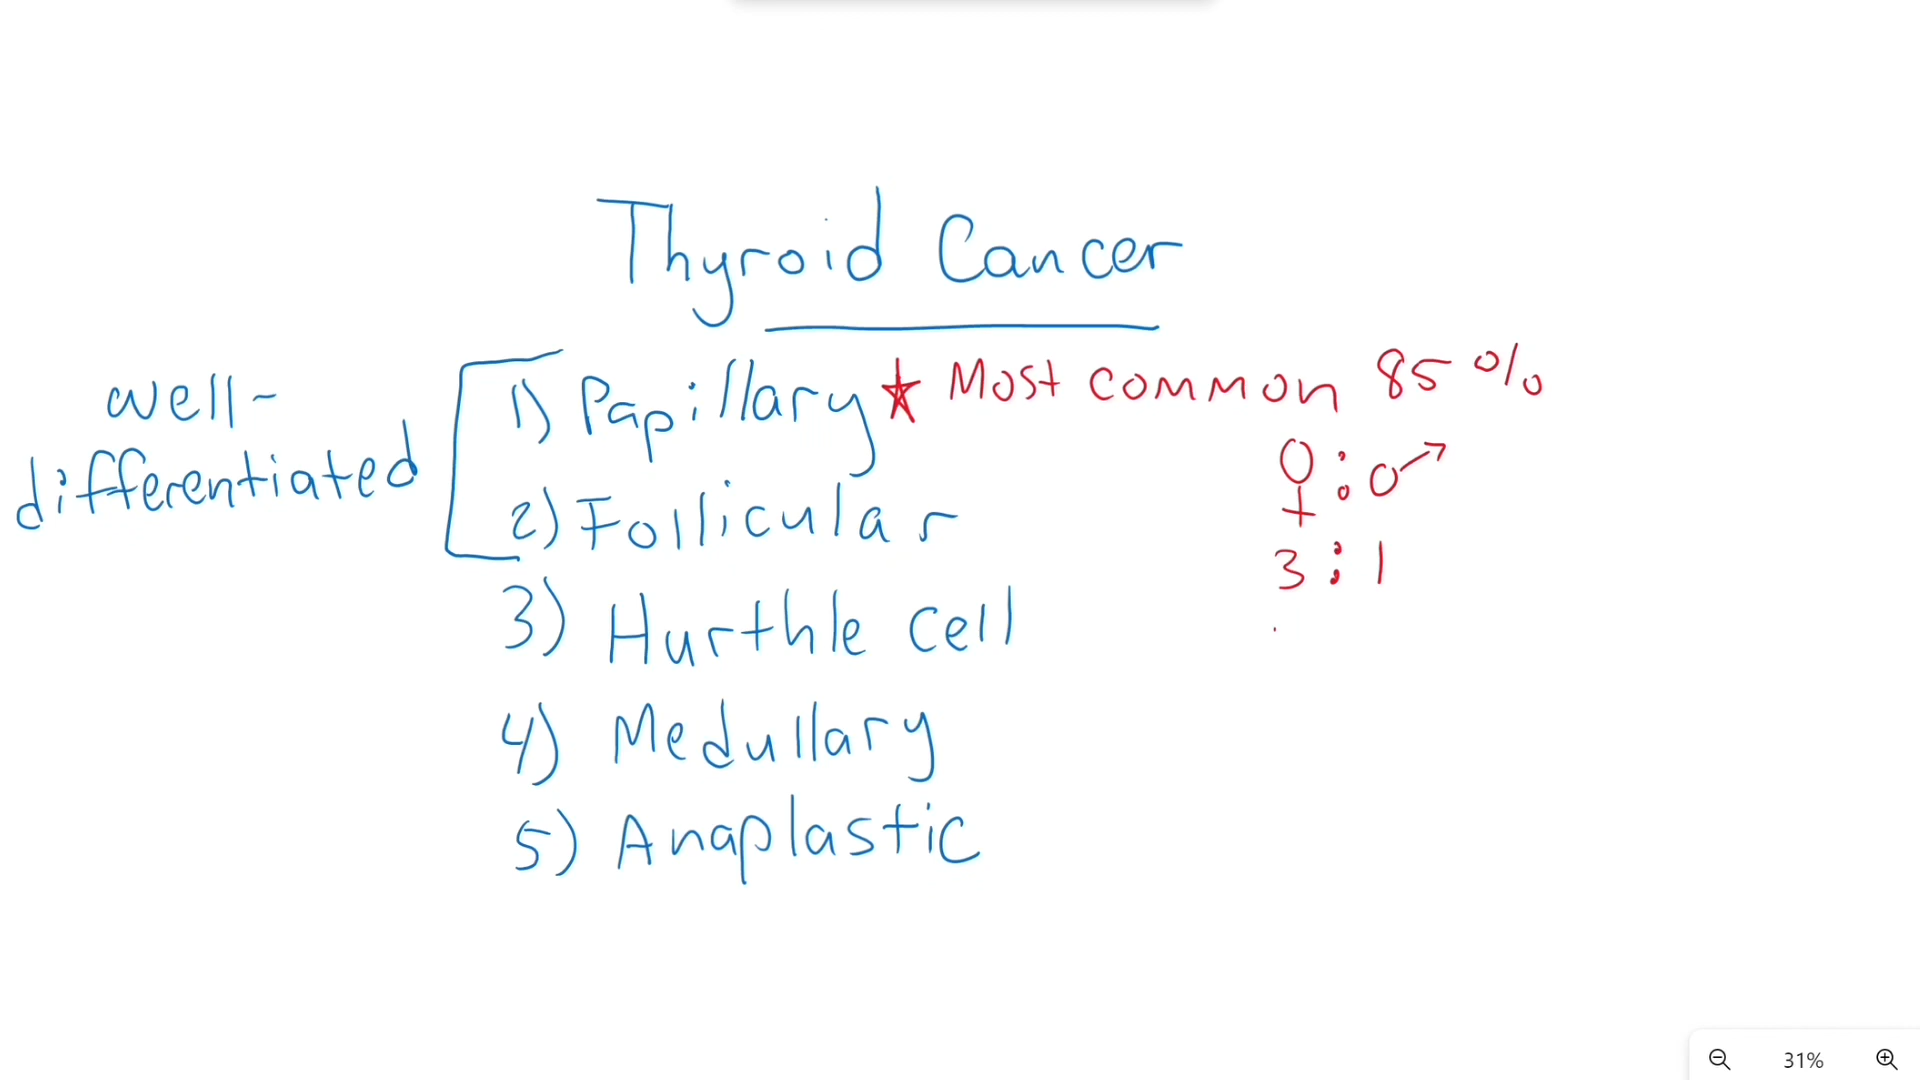 Thyroid Cancer
well-
differentiated
1) Papillary ★ Most common 85%
♀ : ♂
2) Follicular
3 : 1
3) Hurthle cell
4) Medullary
5) Anaplastic
31%